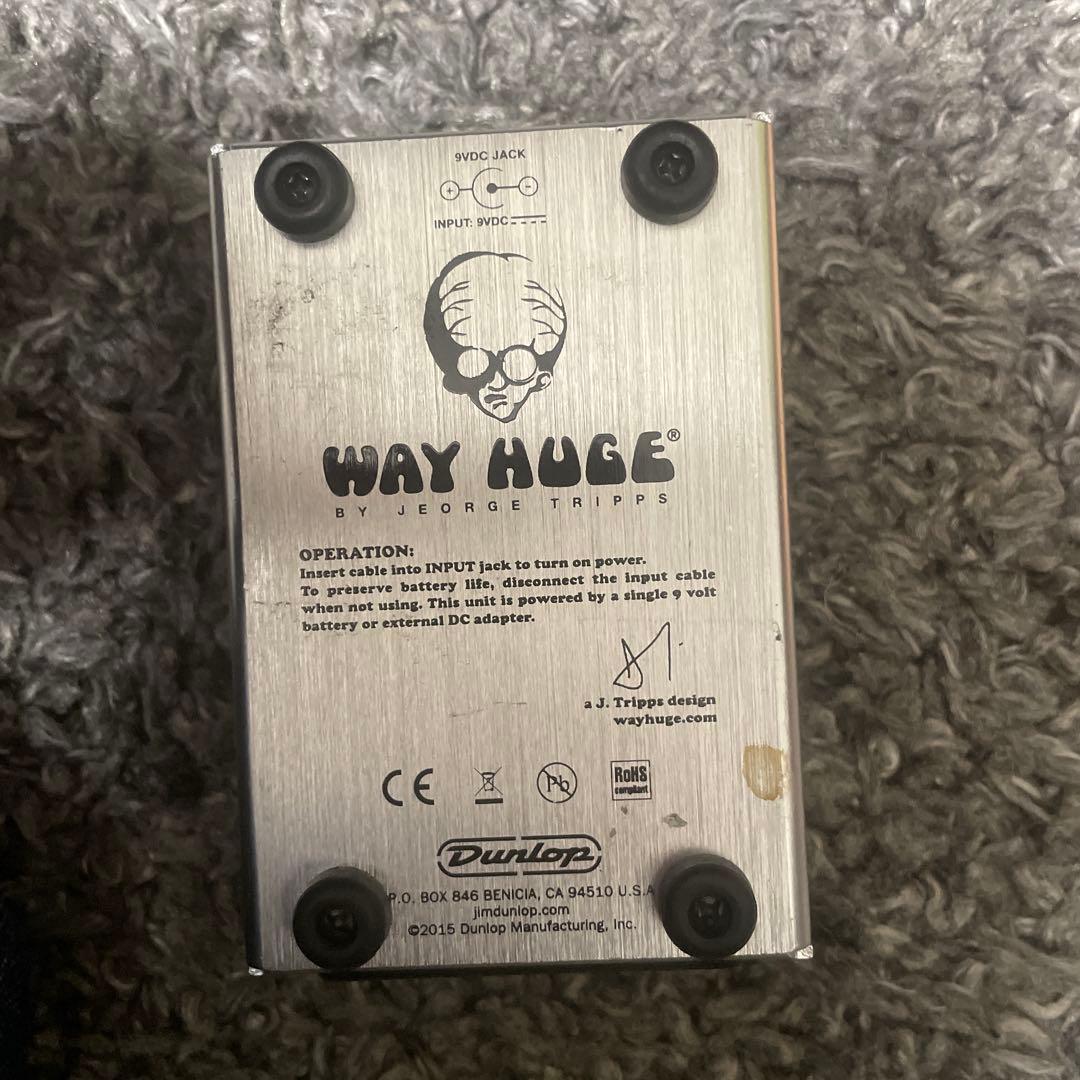 9VDC JACK
+ -
INPUT: 9VDC
WAY HUGE®
BY JEORGE TRIPPS
OPERATION:
Insert cable into INPUT jack to turn on power.
To preserve battery life, disconnect the input cable
when not using. This unit is powered by a single 9 volt
battery or external DC adapter.
a J. Tripps design
wayhuge.com
CE Pb RoHS
compliant
Dunlop
P.O. BOX 846 BENICIA, CA 94510 U.S.A
jimdunlop.com
©2015 Dunlop Manufacturing, Inc.